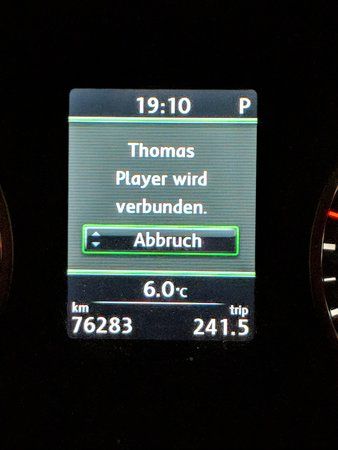 19:10 P
Thomas
Player wird
verbunden.
Abbruch
6.0°C
km trip
76283 241.5